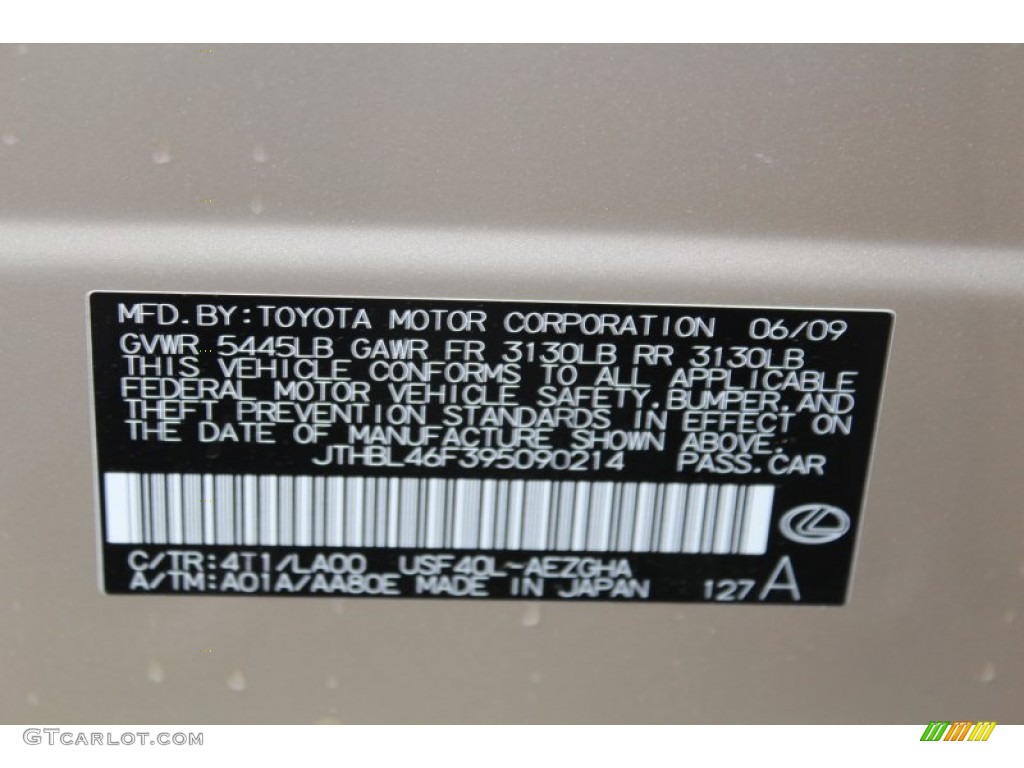 MFD.BY:TOYOTA MOTOR CORPORATION 06/09
GVWR 5445LB GAWR FR 3130LB RR 3130LB
THIS VEHICLE CONFORMS TO ALL APPLICABLE
FEDERAL MOTOR VEHICLE SAFETY,BUMPER,AND
THEFT PREVENTION STANDARDS IN EFFECT ON
THE DATE OF MANUFACTURE SHOWN ABOVE.
JTHBL46F395090214 PASS.CAR
C/TR:4T1/LA00 USF40L-AEZGHA
A/TM:A01A/AA80E MADE IN JAPAN 127 A
GTCARLOT.COM